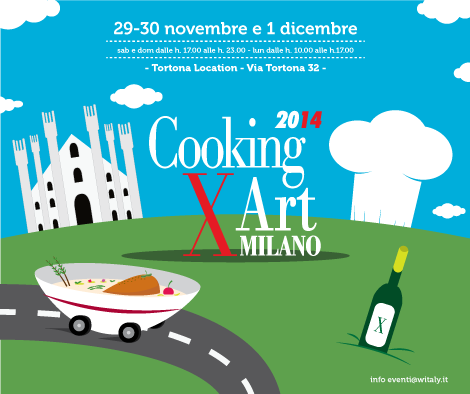 29-30 novembre e 1 dicembre
sab e dom dalle h. 17.00 alle h. 23.00 - lun dalle h. 10.00 alle h.17.00
- Tortona Location - Via Tortona 32 -
2014
Cooking
X Art
MILANO
X
info eventi@witaly.it